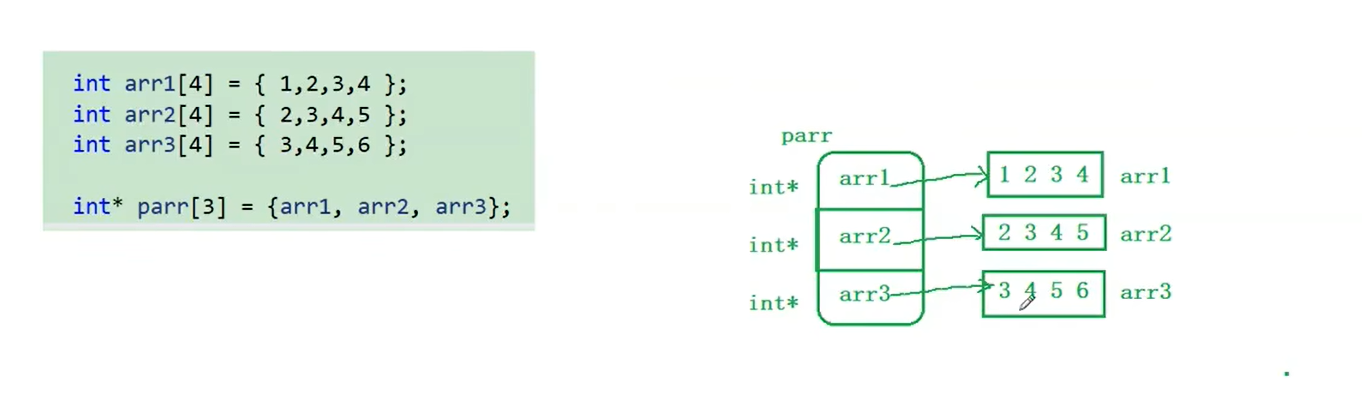 int arr1[4] = { 1,2,3,4 };
int arr2[4] = { 2,3,4,5 };
int arr3[4] = { 3,4,5,6 };
int* parr[3] = {arr1, arr2, arr3};
parr
int* arr1 1 2 3 4 arr1
int* arr2 2 3 4 5 arr2
int* arr3 3 4 5 6 arr3